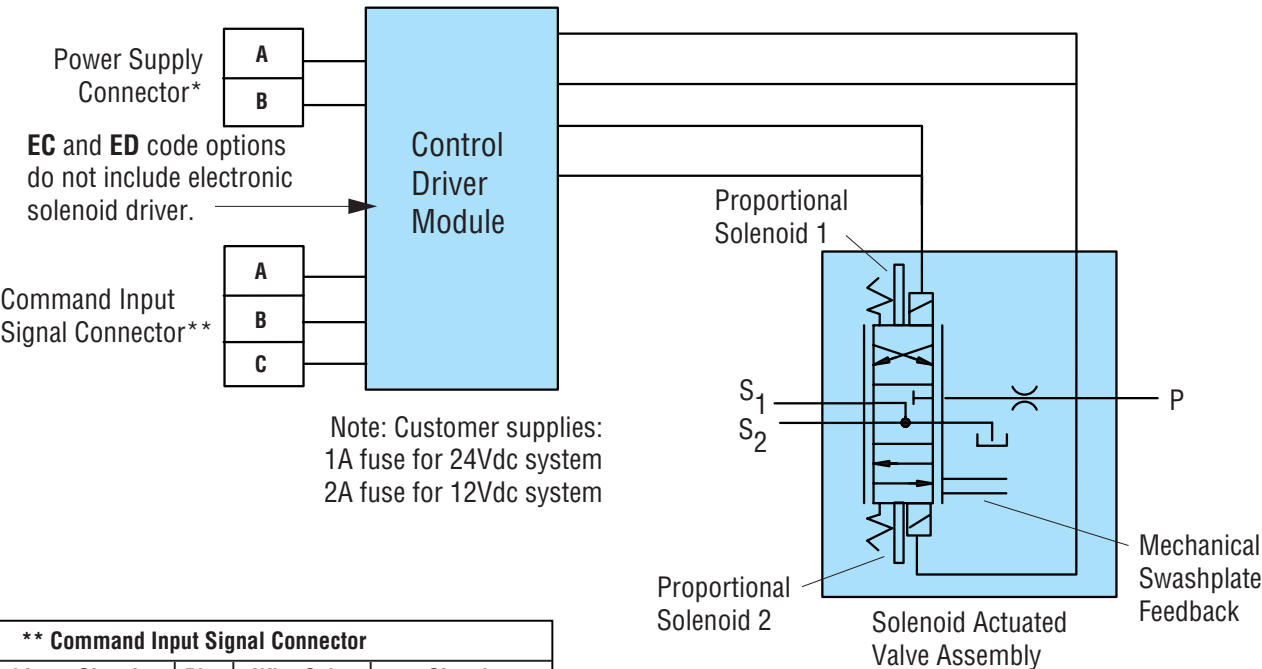 Power Supply
Connector*
A
B
EC and ED code options
do not include electronic
solenoid driver.
Control
Driver
Module
Command Input
Signal Connector**
A
B
C
Note: Customer supplies:
1A fuse for 24Vdc system
2A fuse for 12Vdc system
Proportional
Solenoid 1
S1
S2
P
Proportional
Solenoid 2
Mechanical
Swashplate
Feedback
Solenoid Actuated
Valve Assembly
** Command Input Signal Connector